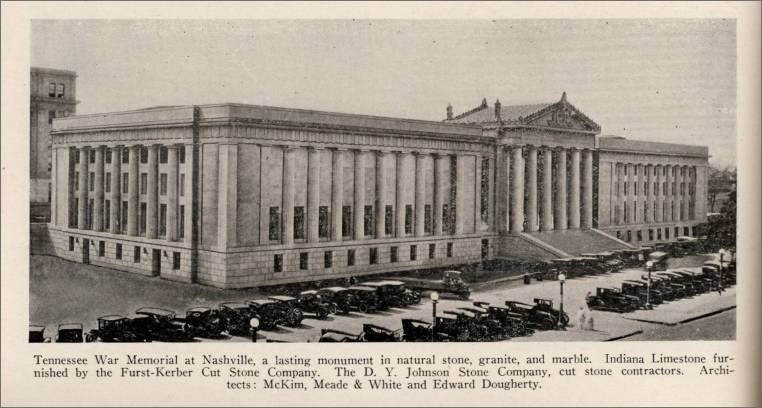 Tennessee War Memorial at Nashville, a lasting monument in natural stone, granite, and marble. Indiana Limestone fur-
nished by the Furst-Kerber Cut Stone Company. The D. Y. Johnson Stone Company, cut stone contractors. Archi-
tects: McKim, Meade & White and Edward Dougherty.